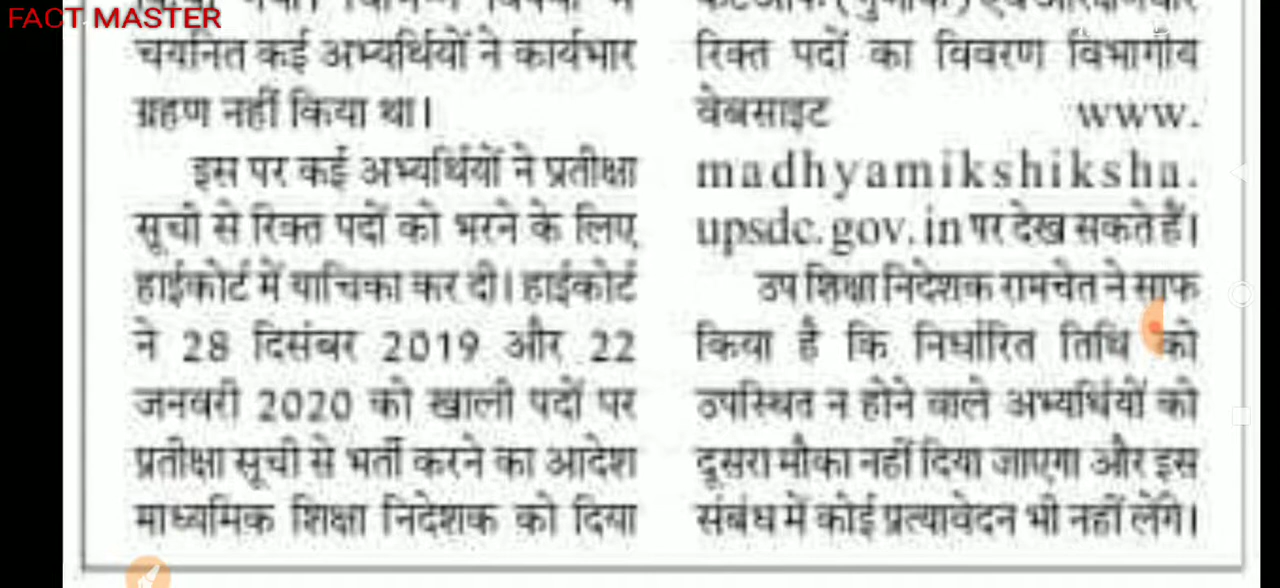 FACT MASTER
चयनित कई अभ्यर्थियों ने कार्यभार
ग्रहण नहीं किया था।
इस पर कई अभ्यर्थियों ने प्रतीक्षा
सूची से रिक्त पदों को भरने के लिए
हाईकोर्ट में याचिका कर दी। हाईकोर्ट
ने 28 दिसंबर 2019 और 22
जनवरी 2020 को खाली पदों पर
प्रतीक्षा सूची से भर्ती करने का आदेश
माध्यमिक शिक्षा निदेशक को दिया
रिक्त पदों का विवरण विभागीय
वेबसाइट www.
madhyamikshiksha.
upsdc.gov.in पर देख सकते हैं।
उप शिक्षा निदेशक रामचेत ने साफ
किया है कि निर्धारित तिथि को
उपस्थित न होने वाले अभ्यर्थियों को
दूसरा मौका नहीं दिया जाएगा और इस
संबंध में कोई प्रत्यावेदन भी नहीं लेंगे।